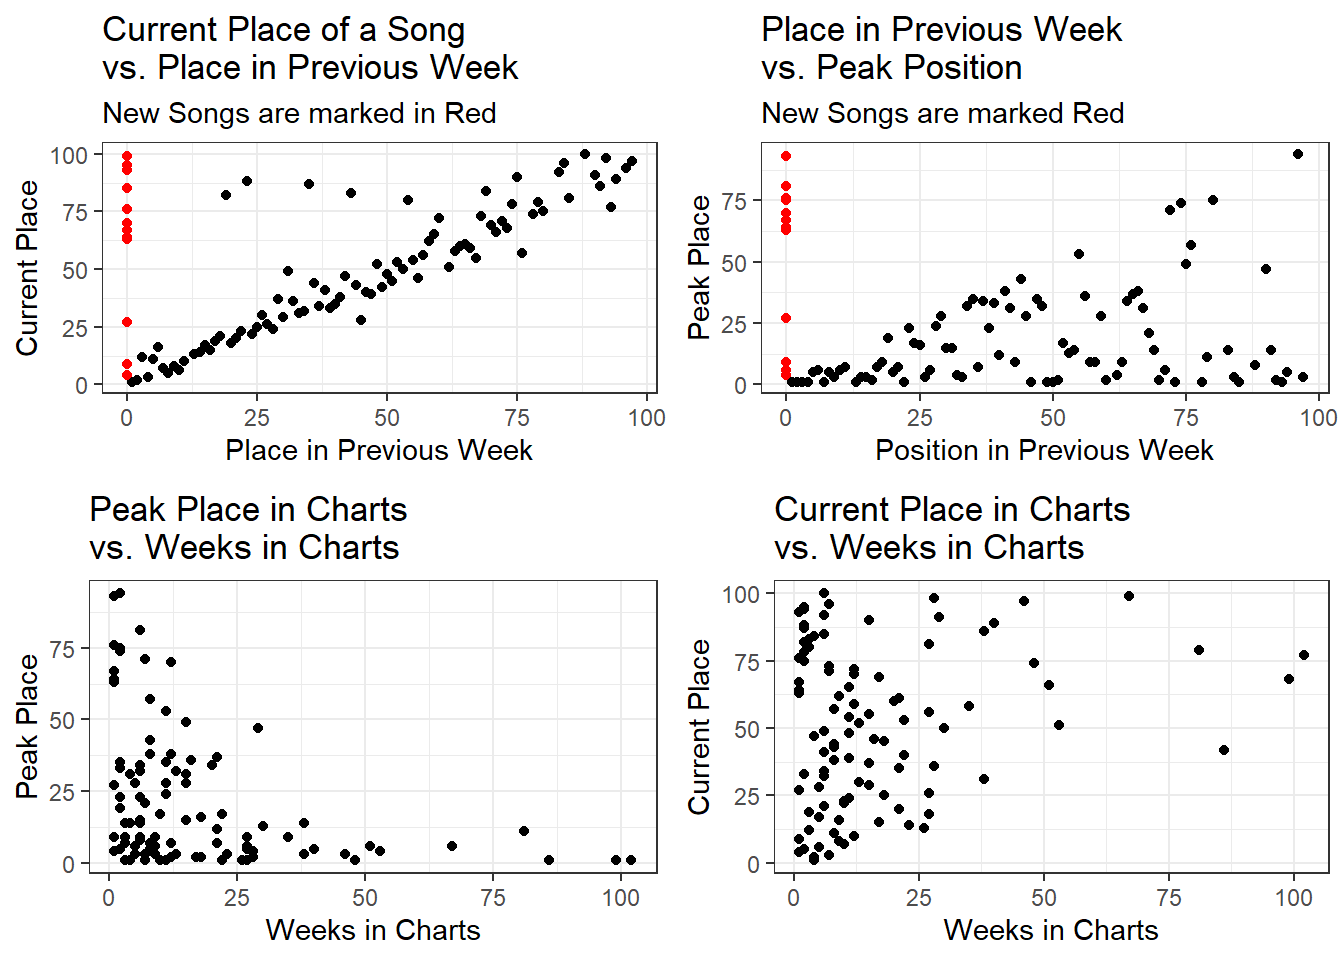 Current Place of a Song
vs. Place in Previous Week
New Songs are marked in Red
Current Place
100
75
50
25
0
0 25 50 75 100
Place in Previous Week
Place in Previous Week
vs. Peak Position
New Songs are marked Red
Peak Place
75
50
25
0
0 25 50 75 100
Position in Previous Week
Peak Place in Charts
vs. Weeks in Charts
Peak Place
75
50
25
0
0 25 50 75 100
Weeks in Charts
Current Place in Charts
vs. Weeks in Charts
Current Place
100
75
50
25
0
0 25 50 75 100
Weeks in Charts